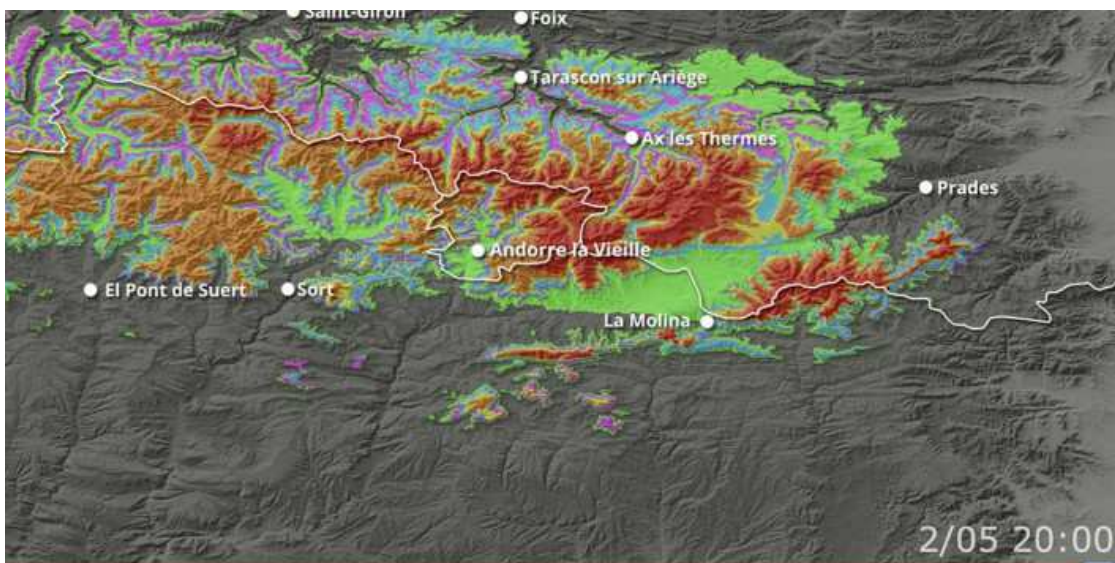 Saint-Giron
Foix
Tarascon sur Ariège
Ax les Thermes
Prades
Andorre la Vieille
El Pont de Suert
Sort
La Molina
2/05 20:00